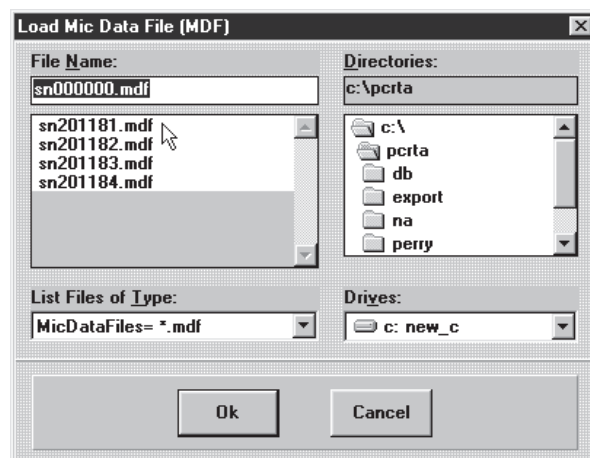 Load Mic Data File (MDF)
File Name:
sn000000.mdf
sn201181.mdf
sn201182.mdf
sn201183.mdf
sn201184.mdf
List Files of Type:
MicDataFiles= *.mdf
Directories:
c:\pcrta
c:\
pcrta
db
export
na
perry
Drives:
c: new_c
Ok
Cancel